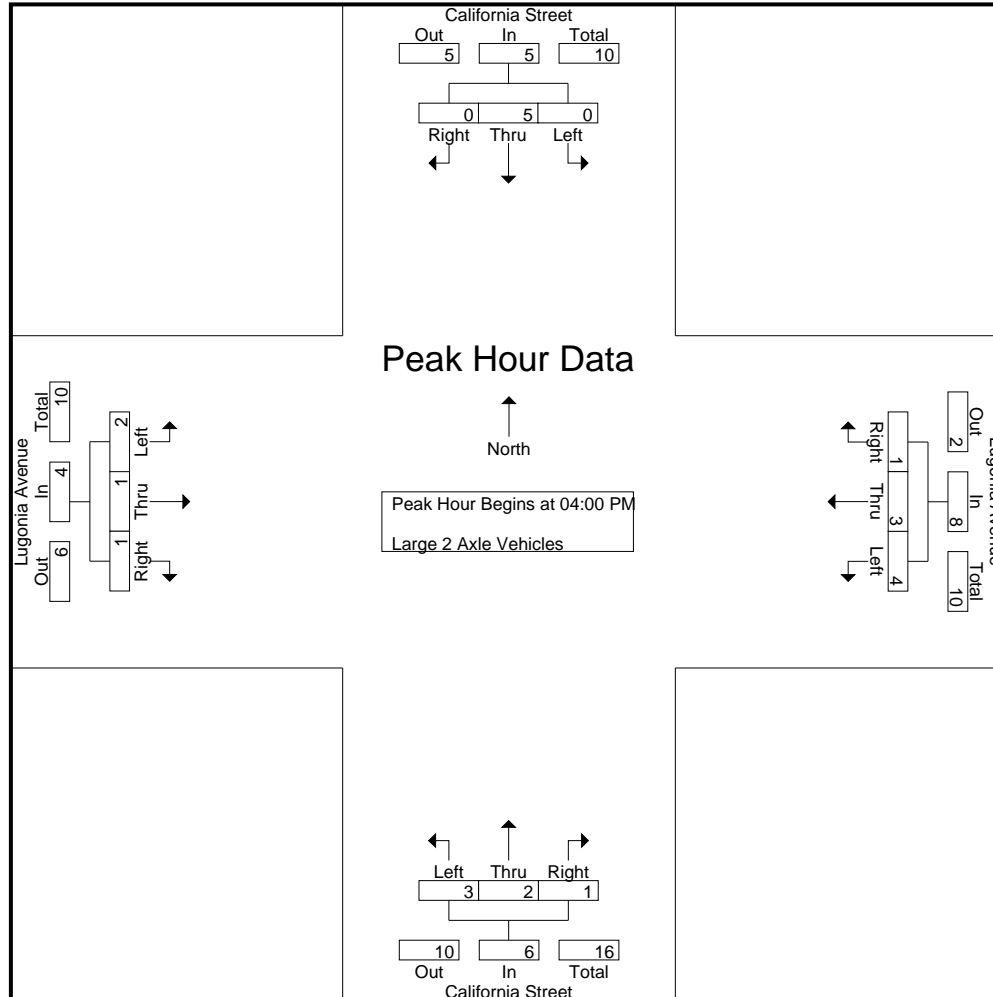 California Street
Out In Total
5 5 10
0 5 0
Right Thru Left
Peak Hour Data
North
Peak Hour Begins at 04:00 PM
Large 2 Axle Vehicles
Lugonia Avenue
Total In Out
10 4 6
2 1 1
Left Thru Right
Right Thru Left
1 3 4
2 8 10
Out In Total
Left Thru Right
3 2 1
10 6 16
Out In Total
California Street